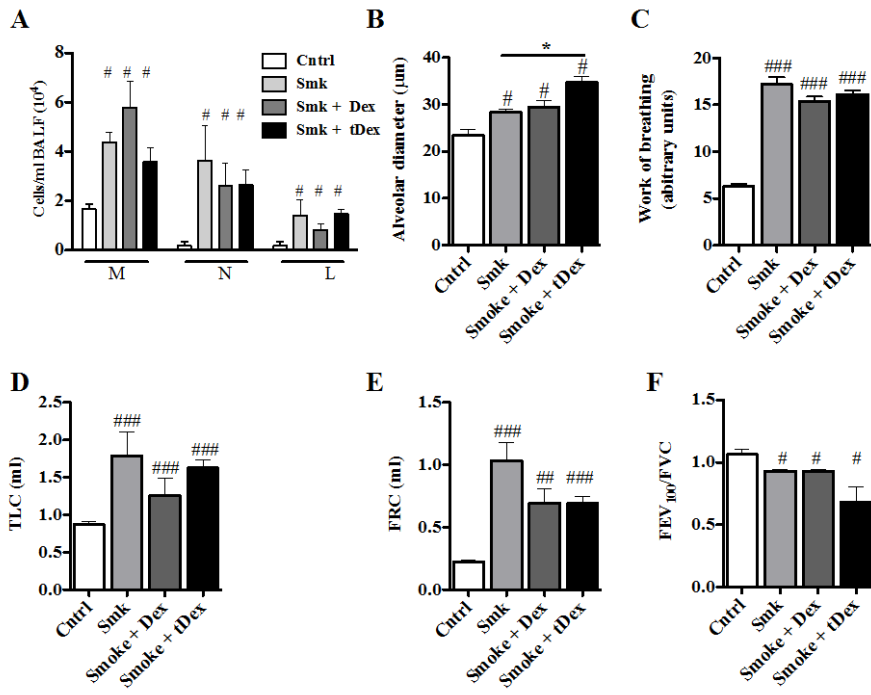 A
Cells/ml BALF (10⁴)
8
6
4
2
0
# # #
# # #
# # #
M N L
Cntrl
Smk
Smk + Dex
Smk + tDex
B
Alveolar diameter (μm)
40
30
20
10
0
*
# # #
Cntrl
Smk
Smoke + Dex
Smoke + tDex
C
Work of breathing
(abitrary units)
20
15
10
5
0
### ### ###
Cntrl
Smk
Smoke + Dex
Smoke + tDex
D
TLC (ml)
2.5
2.0
1.5
1.0
0.5
0.0
### ### ###
Cntrl
Smk
Smoke + Dex
Smoke + tDex
E
FRC (ml)
1.5
1.0
0.5
0.0
### ## ###
Cntrl
Smk
Smoke + Dex
Smoke + tDex
F
FEV₁₀₀/FVC
1.5
1.0
0.5
0.0
# # #
Cntrl
Smk
Smoke + Dex
Smoke + tDex